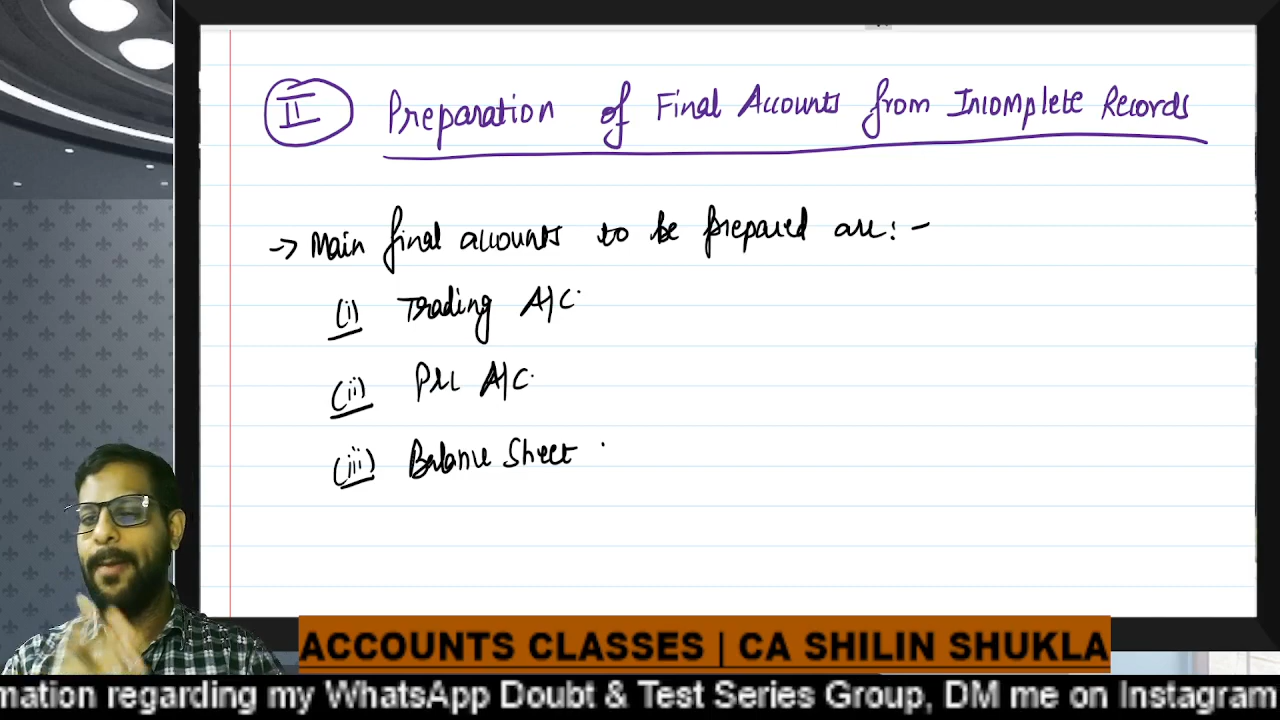 II Preparation of Final Accounts from Incomplete Records
→ Main final accounts to be prepared are:-
(i) Trading A/C.
(ii) P&L A/C.
(iii) Balance Sheet.
ACCOUNTS CLASSES | CA SHILIN SHUKLA
mation regarding my WhatsApp Doubt & Test Series Group, DM me on Instagram